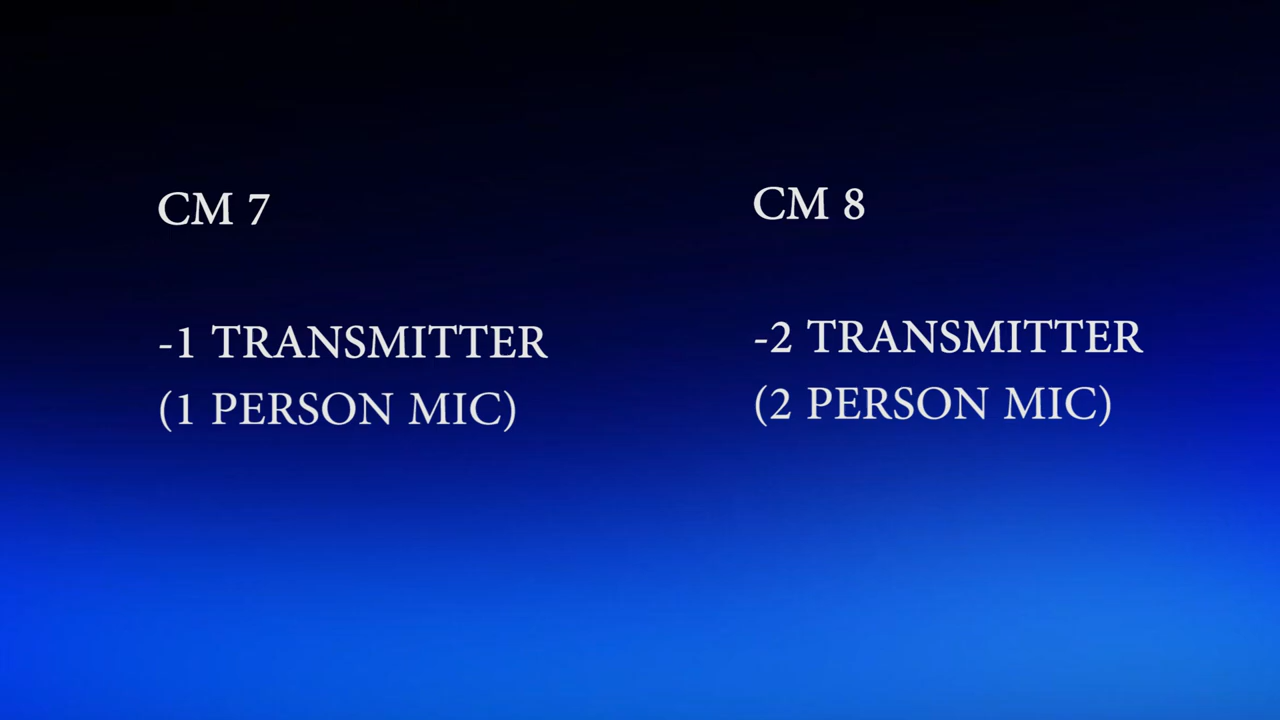 CM 7
-1 TRANSMITTER
(1 PERSON MIC)
CM 8
-2 TRANSMITTER
(2 PERSON MIC)